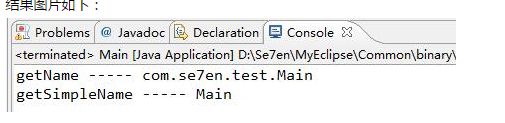 结果图片如下：
Problems @ Javadoc Declaration Console
<terminated> Main [Java Application] D:\Se7en\MyEclipse\Common\binary\
getName ----- com.se7en.test.Main
getSimpleName ----- Main